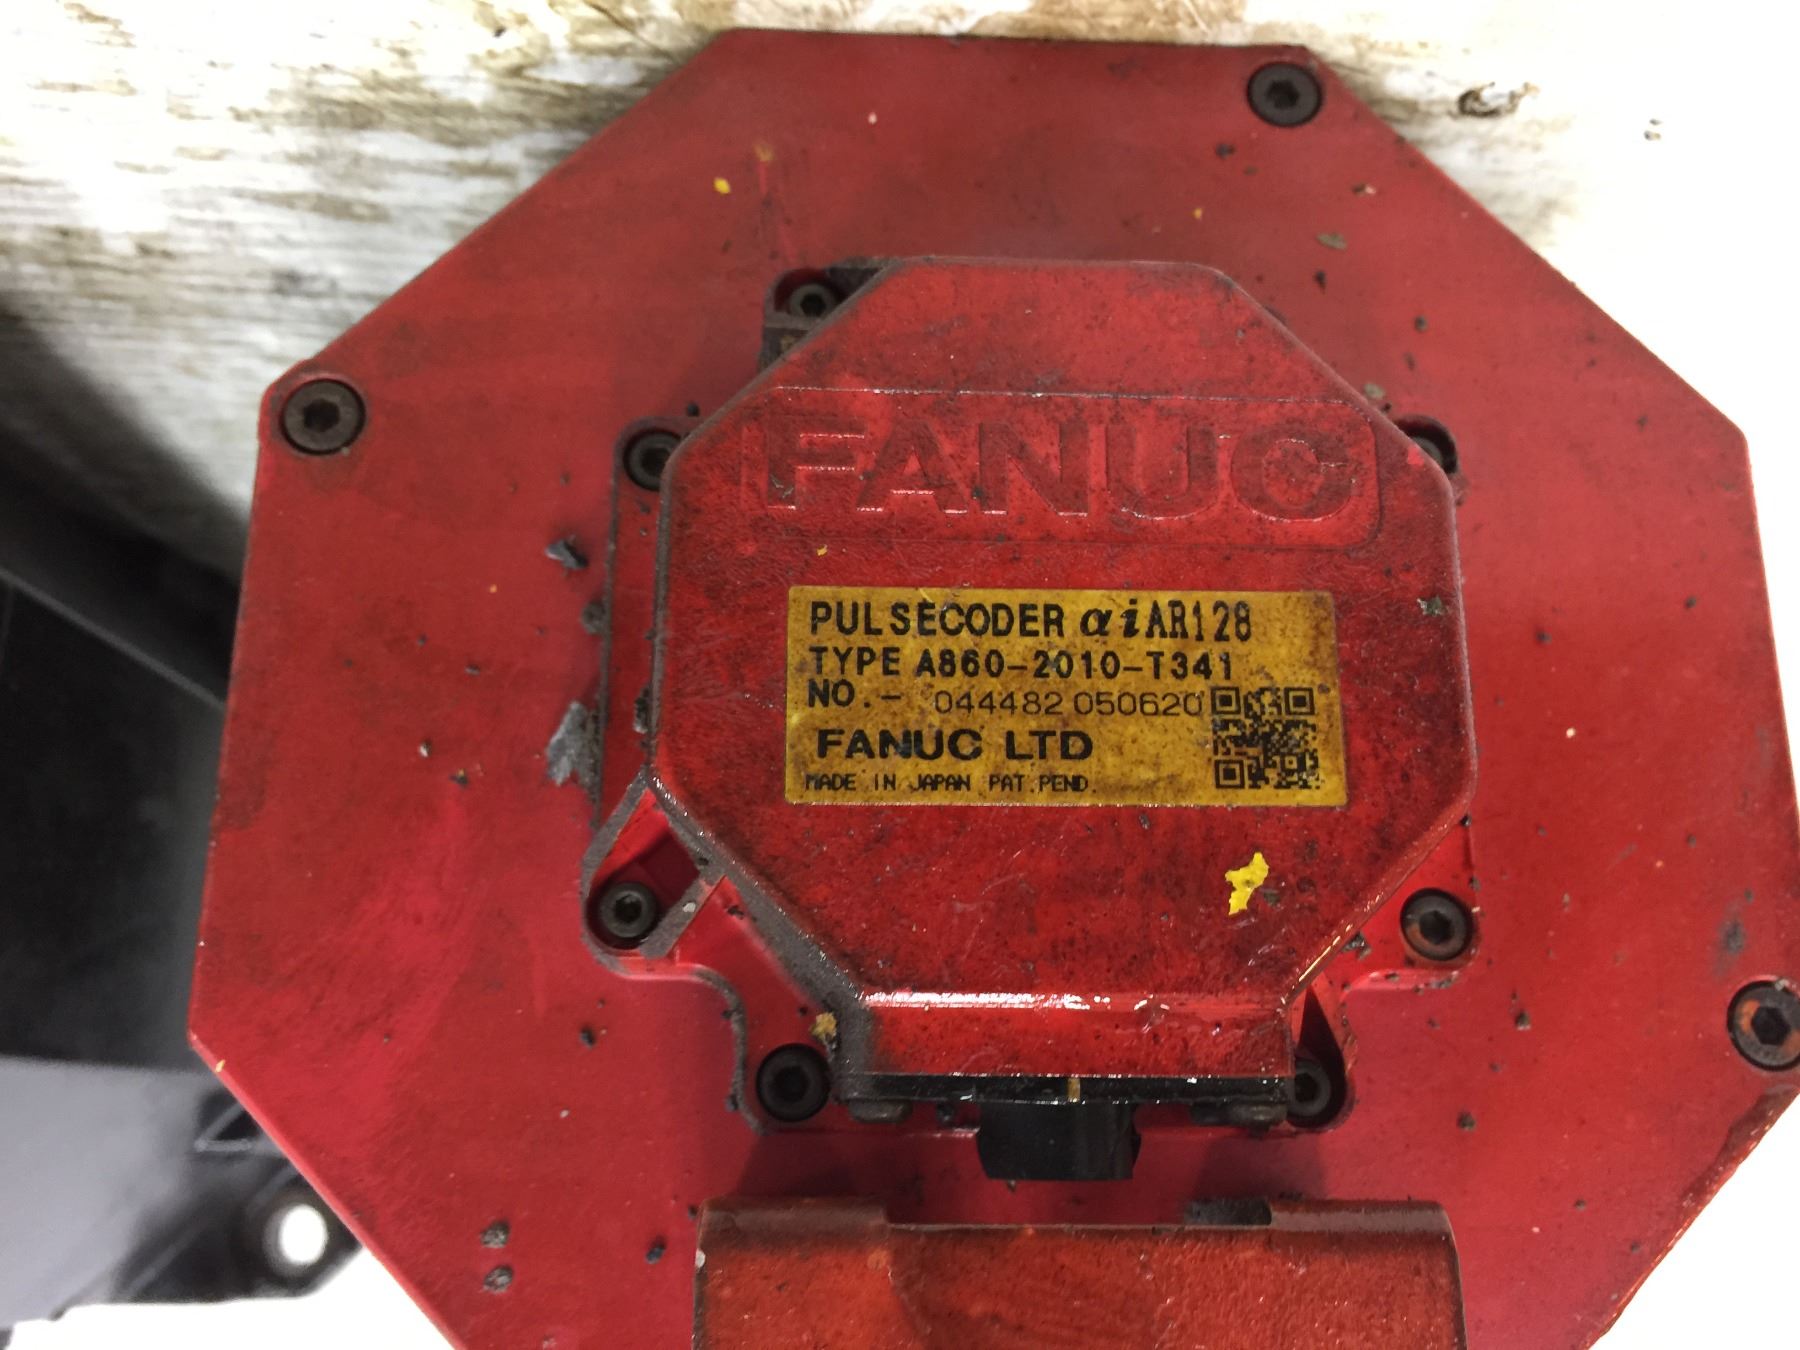 FANUC
PULSECODER αiAR128
TYPE A860-2010-T341
NO.- 044482 050620
FANUC LTD
MADE IN JAPAN PAT.PEND.